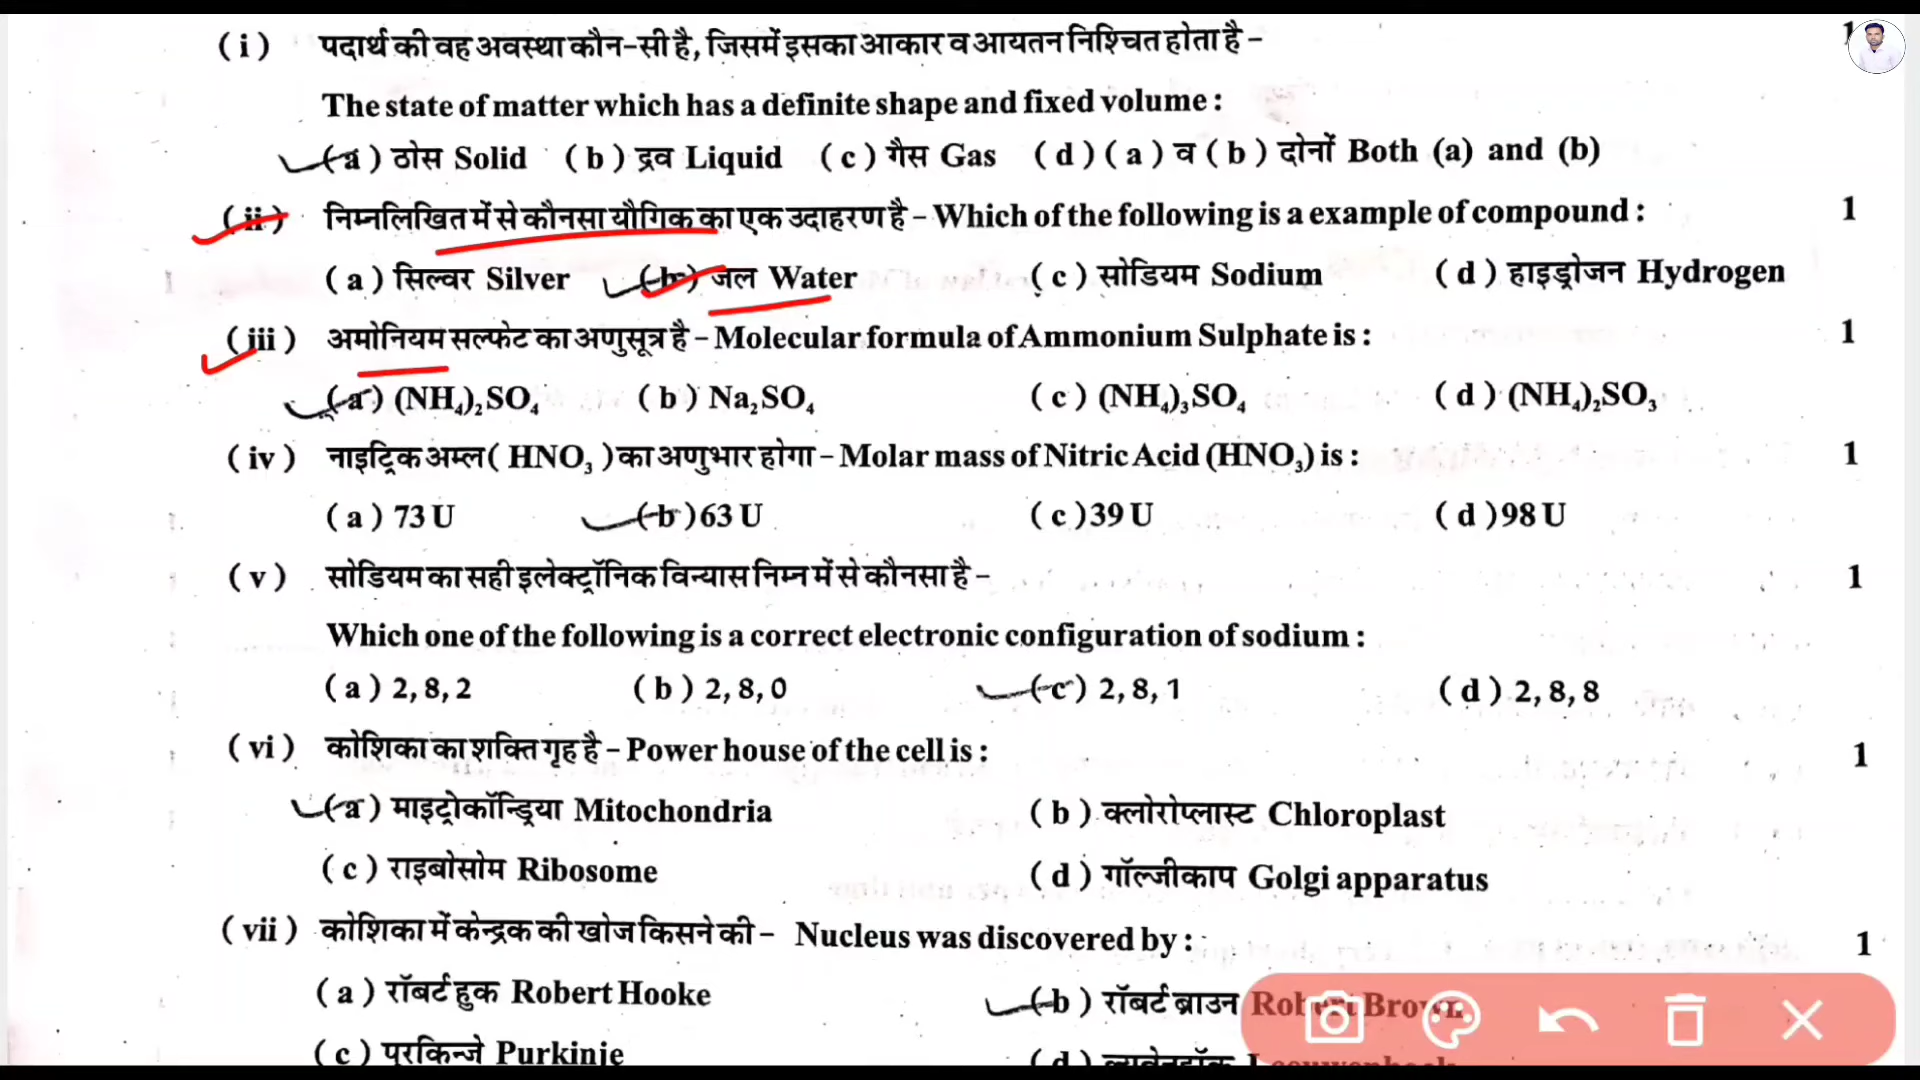 ( i ) पदार्थ की वह अवस्था कौन-सी है, जिसमें इसका आकार व आयतन निश्चित होता है – 1
The state of matter which has a definite shape and fixed volume :
( a ) ठोस Solid ( b ) द्रव Liquid ( c ) गैस Gas ( d ) ( a ) व ( b ) दोनों Both (a) and (b)
( ii ) निम्नलिखित में से कौनसा यौगिक का एक उदाहरण है – Which of the following is a example of compound : 1
( a ) सिल्वर Silver ( b ) जल Water ( c ) सोडियम Sodium ( d ) हाइड्रोजन Hydrogen
( iii ) अमोनियम सल्फेट का अणुसूत्र है – Molecular formula of Ammonium Sulphate is : 1
( a ) (NH₄)₂SO₄ ( b ) Na₂SO₄ ( c ) (NH₄)₃SO₄ ( d ) (NH₄)₂SO₃
( iv ) नाइट्रिक अम्ल ( HNO₃ ) का अणुभार होगा – Molar mass of Nitric Acid (HNO₃) is : 1
( a ) 73 U ( b ) 63 U ( c ) 39 U ( d ) 98 U
( v ) सोडियम का सही इलेक्ट्रॉनिक विन्यास निम्न में से कौनसा है – 1
Which one of the following is a correct electronic configuration of sodium :
( a ) 2, 8, 2 ( b ) 2, 8, 0 ( c ) 2, 8, 1 ( d ) 2, 8, 8
( vi ) कोशिका का शक्ति गृह है – Power house of the cell is : 1
( a ) माइट्रोकॉन्ड्रिया Mitochondria ( b ) क्लोरोप्लास्ट Chloroplast
( c ) राइबोसोम Ribosome ( d ) गॉल्जीकाप Golgi apparatus
( vii ) कोशिका में केन्द्रक की खोज किसने की – Nucleus was discovered by : 1
( a ) रॉबर्ट हुक Robert Hooke ( b ) रॉबर्ट ब्राउन Robert Brown
( c ) पुरकिन्जे Purkinje ( d )